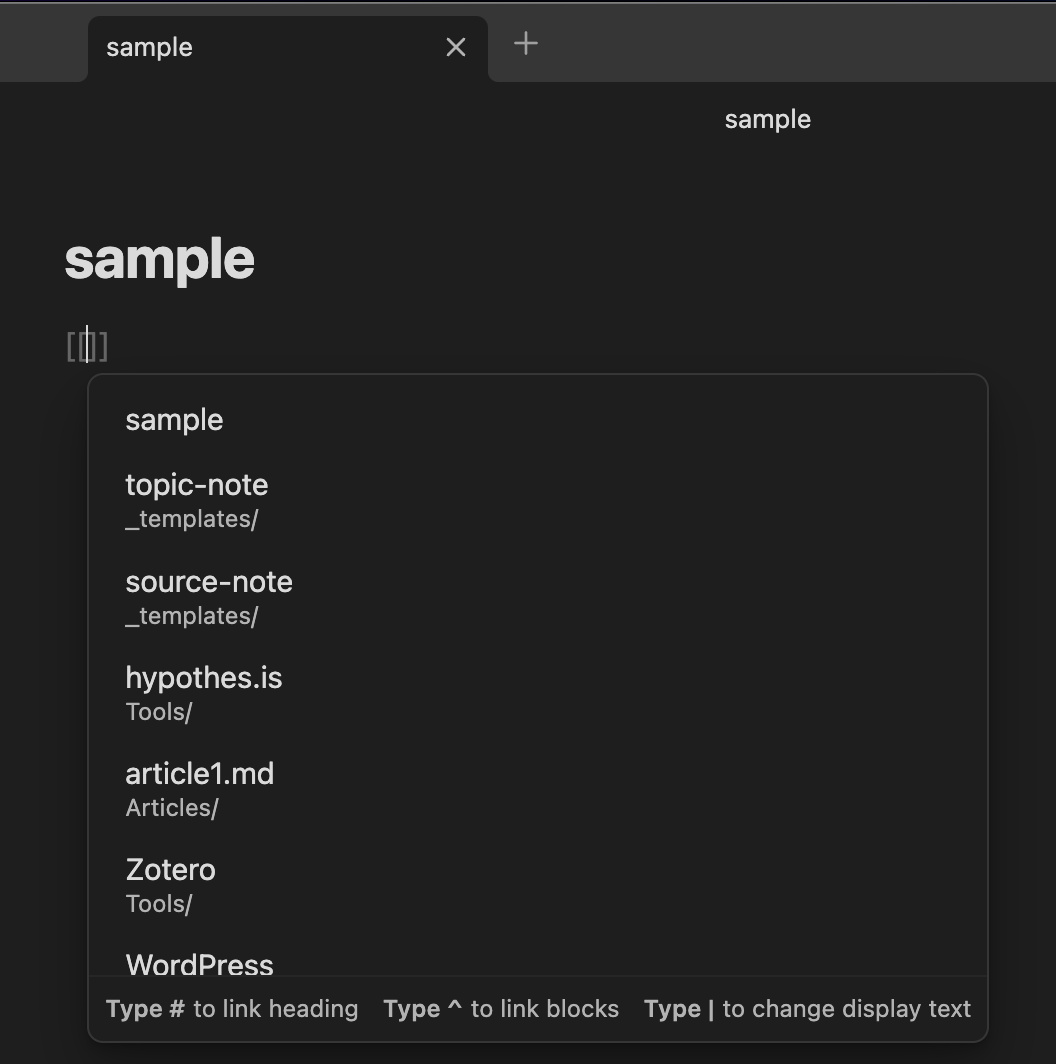 sample
sample
sample
[[]]
sample
topic-note
_templates/
source-note
_templates/
hypothes.is
Tools/
article1.md
Articles/
Zotero
Tools/
WordPress
Type # to link heading Type ^ to link blocks Type | to change display text